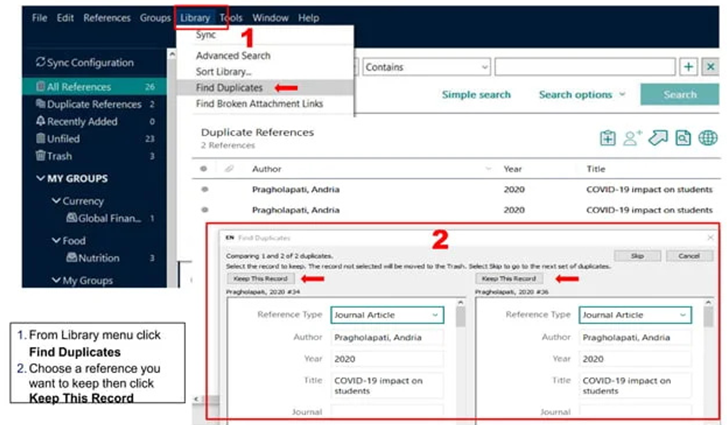 File Edit References Groups Library Tools Window Help
1
Sync
Sync Configuration
Advanced Search
Sort Library...
Find Duplicates
Find Broken Attachment Links
Contains
Simple search Search options Search
All References 26
Duplicate References 2
Recently Added 0
Unfiled 23
Trash 3
MY GROUPS
Currency
Global Finan... 1
Food
Nutrition 3
My Groups
Duplicate References
2 References
Author Year Title
Pragholapati, Andria 2020 COVID-19 impact on students
Pragholapati, Andria 2020 COVID-19 impact on students
2
EN Find Duplicates
Comparing 1 and 2 of 2 duplicates.
Skip Cancel
Select the record to keep. The record not selected will be moved to the Trash. Select Skip to go to the next set of duplicates.
Keep This Record Keep This Record
Pragholapati, 2020 #34 Pragholapati, 2020 #36
Reference Type Journal Article Reference Type Journal Article
Author Pragholapati, Andria Author Pragholapati, Andria
Year 2020 Year 2020
Title COVID-19 impact on Title COVID-19 impact on
students students
Journal Journal
1. From Library menu click
Find Duplicates
2. Choose a reference you
want to keep then click
Keep This Record